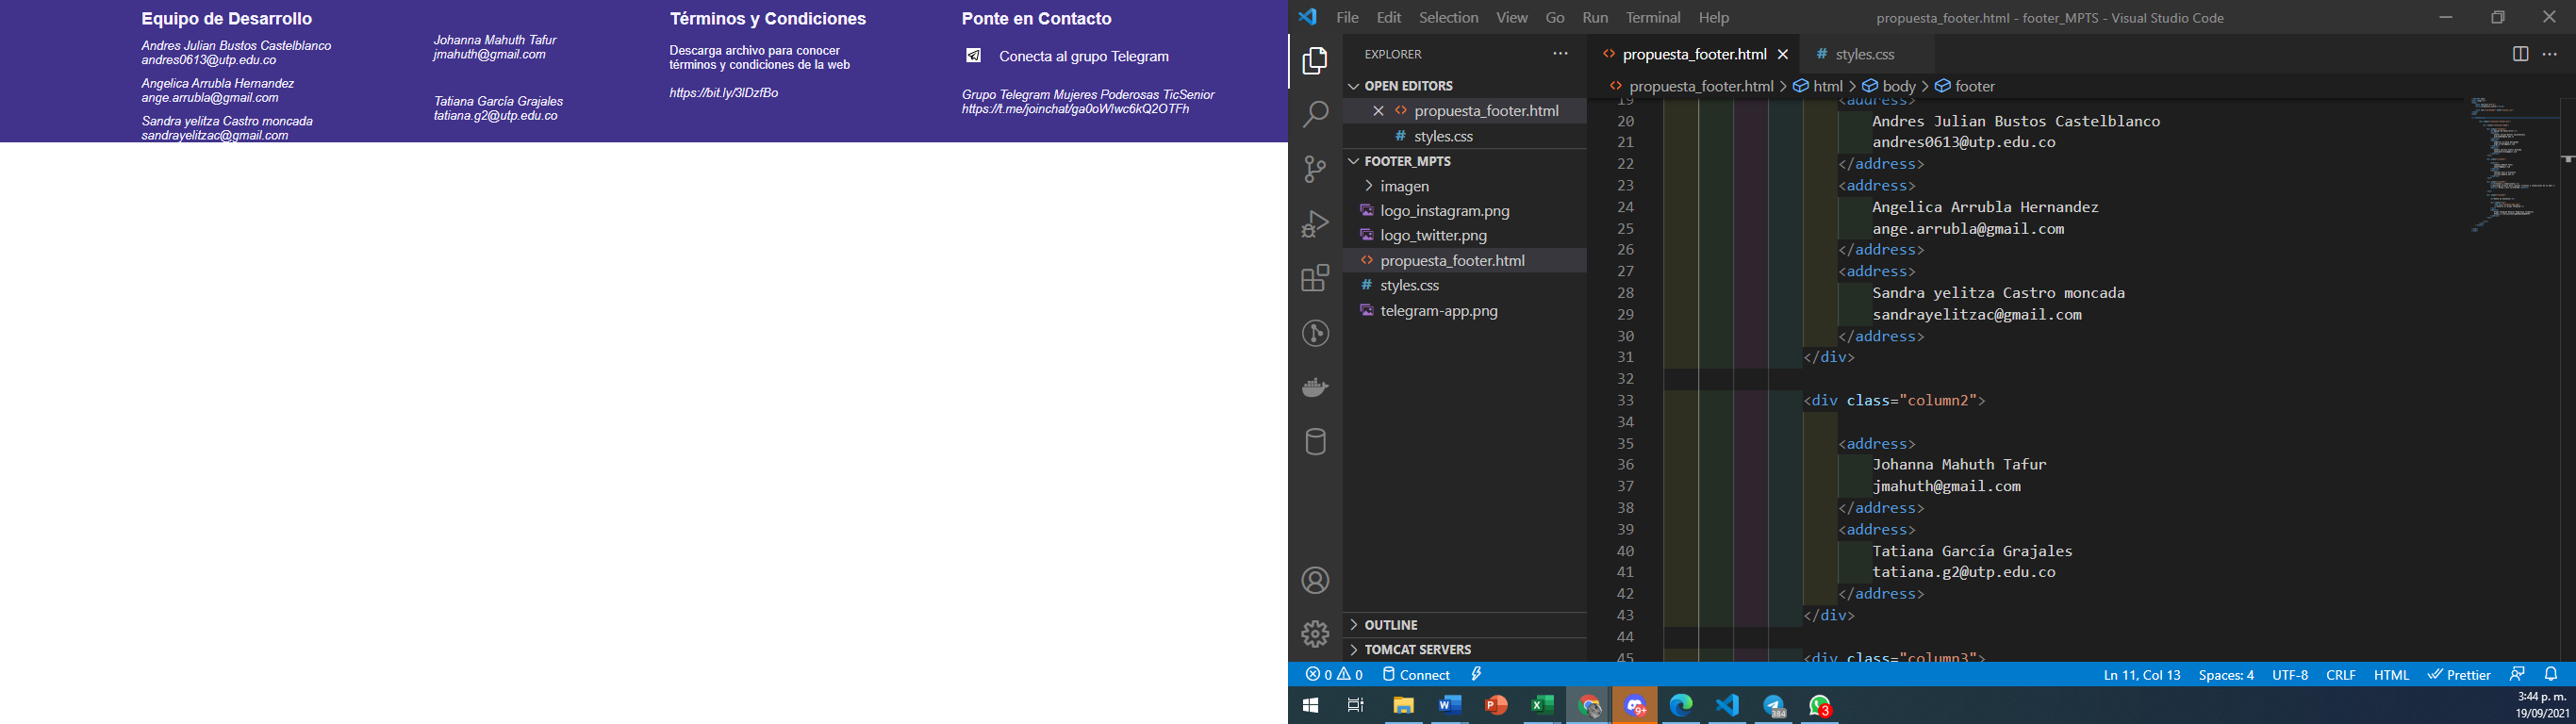 Equipo de Desarrollo
Andres Julian Bustos Castelblanco
andres0613@utp.edu.co
Angelica Arrubla Hernandez
ange.arrubla@gmail.com
Sandra yelitza Castro moncada
sandrayelitzac@gmail.com
Johanna Mahuth Tafur
jmahuth@gmail.com
Tatiana García Grajales
tatiana.g2@utp.edu.co
Términos y Condiciones
Descarga archivo para conocer
términos y condiciones de la web
https://bit.ly/3lDzfBo
Ponte en Contacto
Conecta al grupo Telegram
Grupo Telegram Mujeres Poderosas TicSenior
https://t.me/joinchat/ga0oWlwc6kQ2OTFh
File Edit Selection View Go Run Terminal Help
propuesta_footer.html - footer_MPTS - Visual Studio Code
EXPLORER
OPEN EDITORS
propuesta_footer.html
# styles.css
FOOTER_MPTS
imagen
logo_instagram.png
logo_twitter.png
propuesta_footer.html
# styles.css
telegram-app.png
OUTLINE
TOMCAT SERVERS
propuesta_footer.html
# styles.css
propuesta_footer.html > html > body > footer
19 <address>
20 Andres Julian Bustos Castelblanco
21 andres0613@utp.edu.co
22 </address>
23 <address>
24 Angelica Arrubla Hernandez
25 ange.arrubla@gmail.com
26 </address>
27 <address>
28 Sandra yelitza Castro moncada
29 sandrayelitzac@gmail.com
30 </address>
31 </div>
32
33 <div class="column2">
34
35 <address>
36 Johanna Mahuth Tafur
37 jmahuth@gmail.com
38 </address>
39 <address>
40 Tatiana García Grajales
41 tatiana.g2@utp.edu.co
42 </address>
43 </div>
44
45 <div class="column3">
0 0 Connect
Ln 11, Col 13 Spaces: 4 UTF-8 CRLF HTML Prettier
9+ 384 3
3:44 p. m.
19/09/2021